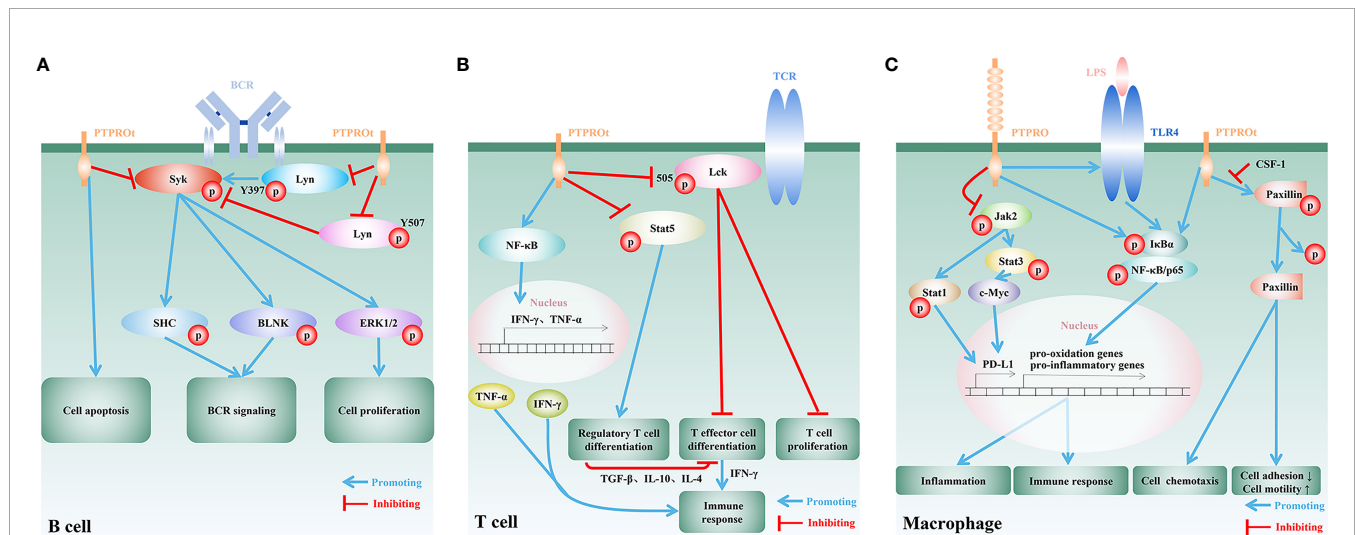 A
BCR
PTPROt
PTPROt
Syk
Lyn
p
Y397
p
Y507
Lyn
p
SHC
p
BLNK
p
ERK1/2
p
Cell apoptosis
BCR signaling
Cell proliferation
Promoting
Inhibiting
B cell
B
TCR
PTPROt
505
Lck
p
p
Stat5
NF-κB
Nucleus
IFN-γ、TNF-α
TNF-α
IFN-γ
Regulatory T cell
differentiation
T effector cell
differentiation
T cell
proliferation
TGF-β、IL-10、IL-4
IFN-γ
Immune
response
Promoting
Inhibiting
T cell
C
LPS
PTPRO
TLR4
PTPROt
CSF-1
Paxillin
p
Jak2
p
p
IκBα
p
Stat3
p
p
NF-κB/p65
Stat1
p
c-Myc
Paxillin
Nucleus
PD-L1
pro-oxidation genes
pro-inflammatory genes
Inflammation
Immune response
Cell chemotaxis
Cell adhesion ↓
Cell motility ↑
Promoting
Inhibiting
Macrophage